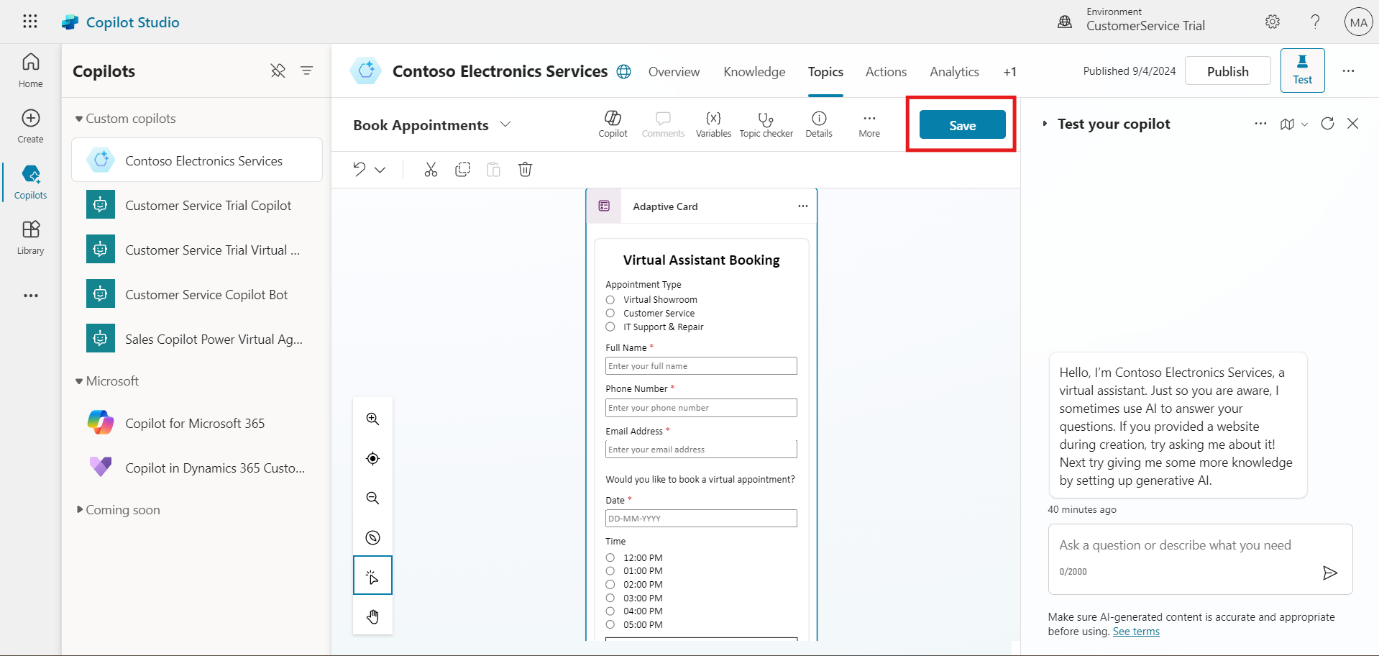 Copilot Studio
Environment
CustomerService Trial
MA
Home
Create
Copilots
Library
Copilots
Custom copilots
Contoso Electronics Services
Customer Service Trial Copilot
Customer Service Trial Virtual ...
Customer Service Copilot Bot
Sales Copilot Power Virtual Ag...
Microsoft
Copilot for Microsoft 365
Copilot in Dynamics 365 Custo...
Coming soon
Contoso Electronics Services
Overview
Knowledge
Topics
Actions
Analytics
+1
Published 9/4/2024
Publish
Test
Book Appointments
Copilot
Comments
Variables
Topic checker
Details
More
Save
Adaptive Card
Virtual Assistant Booking
Appointment Type
Virtual Showroom
Customer Service
IT Support & Repair
Full Name *
Enter your full name
Phone Number *
Enter your phone number
Email Address *
Enter your email address
Would you like to book a virtual appointment?
Date *
DD-MM-YYYY
Time
12:00 PM
01:00 PM
02:00 PM
03:00 PM
04:00 PM
05:00 PM
Test your copilot
Hello, I'm Contoso Electronics Services, a
virtual assistant. Just so you are aware, I
sometimes use AI to answer your
questions. If you provided a website
during creation, try asking me about it!
Next try giving me some more knowledge
by setting up generative AI.
40 minutes ago
Ask a question or describe what you need
0/2000
Make sure AI-generated content is accurate and appropriate
before using. See terms